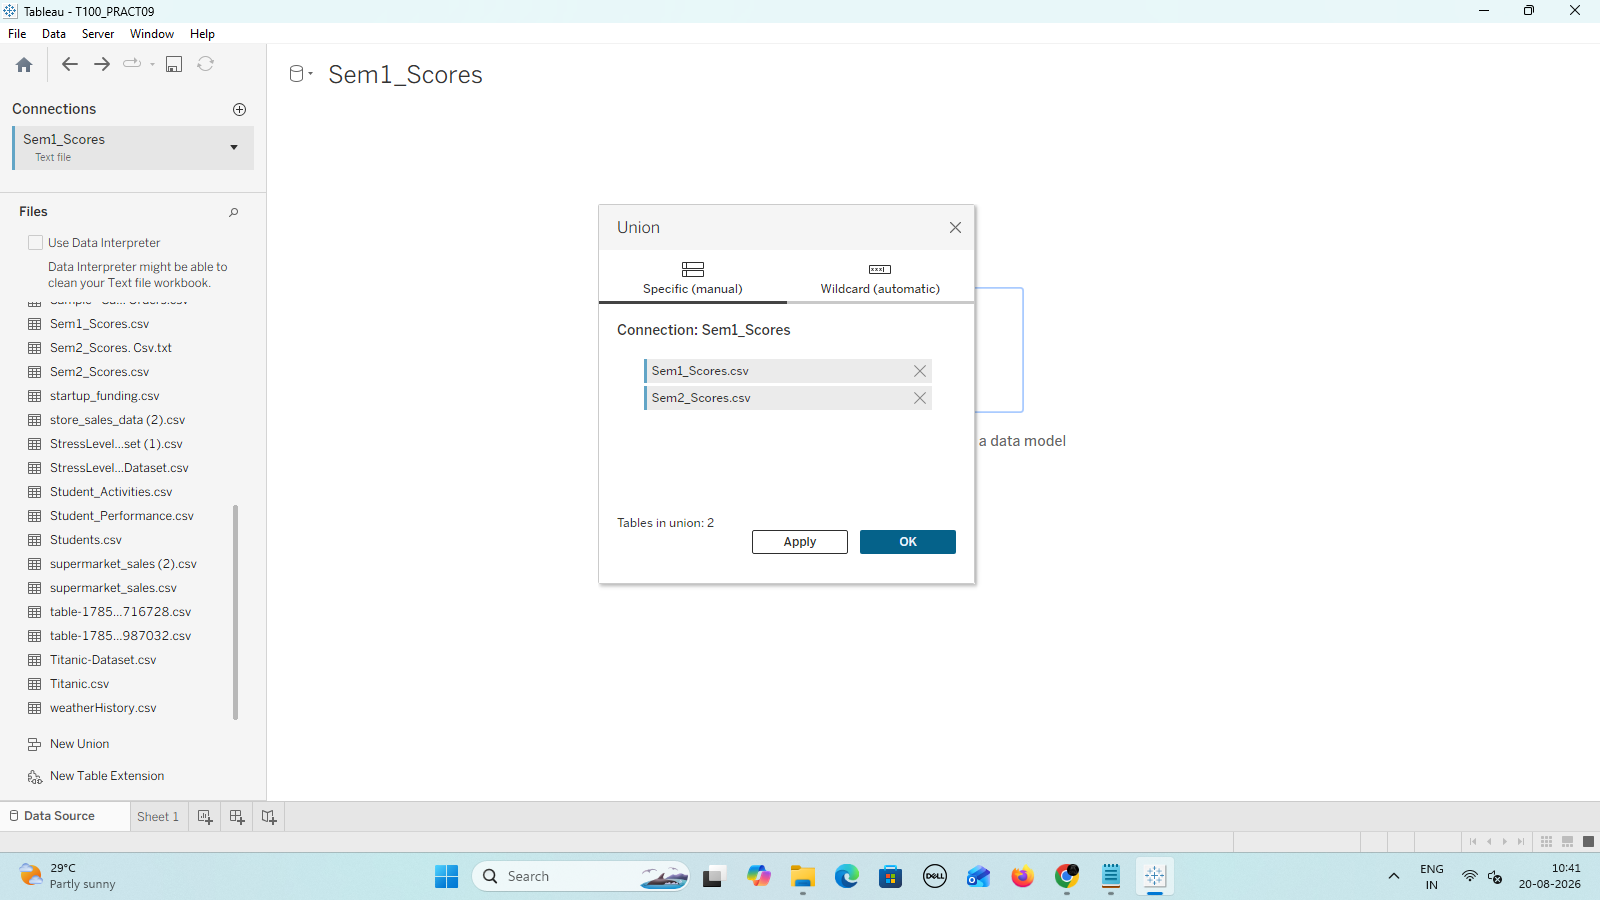 Tableau - T100_PRACT09
File Data Server Window Help
Connections
Sem1_Scores
Text file
Files
Use Data Interpreter
Data Interpreter might be able to
clean your Text file workbook.
Sem1_Scores.csv
Sem2_Scores. Csv.txt
Sem2_Scores.csv
startup_funding.csv
store_sales_data (2).csv
StressLevel...set (1).csv
StressLevel...Dataset.csv
Student_Activities.csv
Student_Performance.csv
Students.csv
supermarket_sales (2).csv
supermarket_sales.csv
table-1785...716728.csv
table-1785...987032.csv
Titanic-Dataset.csv
Titanic.csv
weatherHistory.csv
New Union
New Table Extension
Sem1_Scores
Union
Specific (manual)
Wildcard (automatic)
Connection: Sem1_Scores
Sem1_Scores.csv
Sem2_Scores.csv
Tables in union: 2
Apply
OK
a data model
Data Source
Sheet 1
29°C
Partly sunny
Search
DELL
ENG
IN
10:41
20-08-2026